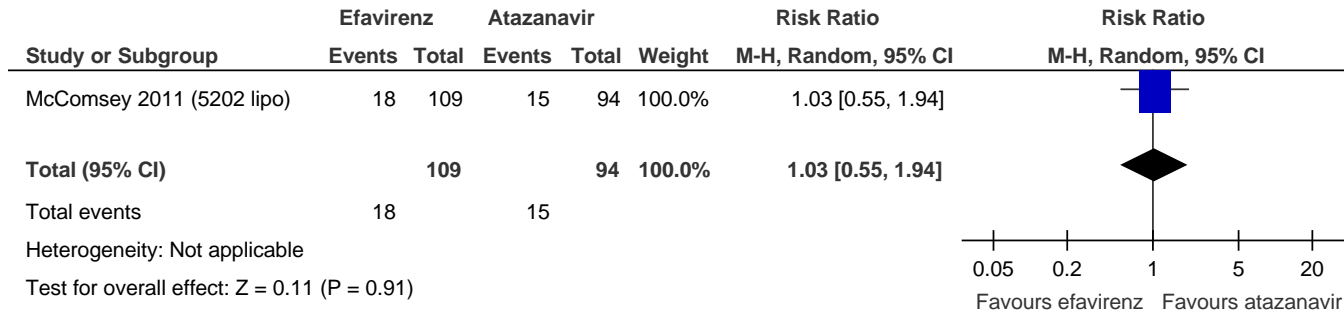 Efavirenz Atazanavir Risk Ratio Risk Ratio
Study or Subgroup Events Total Events Total Weight M-H, Random, 95% CI M-H, Random, 95% CI
McComsey 2011 (5202 lipo) 18 109 15 94 100.0% 1.03 [0.55, 1.94]
Total (95% CI) 109 94 100.0% 1.03 [0.55, 1.94]
Total events 18 15
Heterogeneity: Not applicable
Test for overall effect: Z = 0.11 (P = 0.91)
0.05 0.2 1 5 20
Favours efavirenz Favours atazanavir